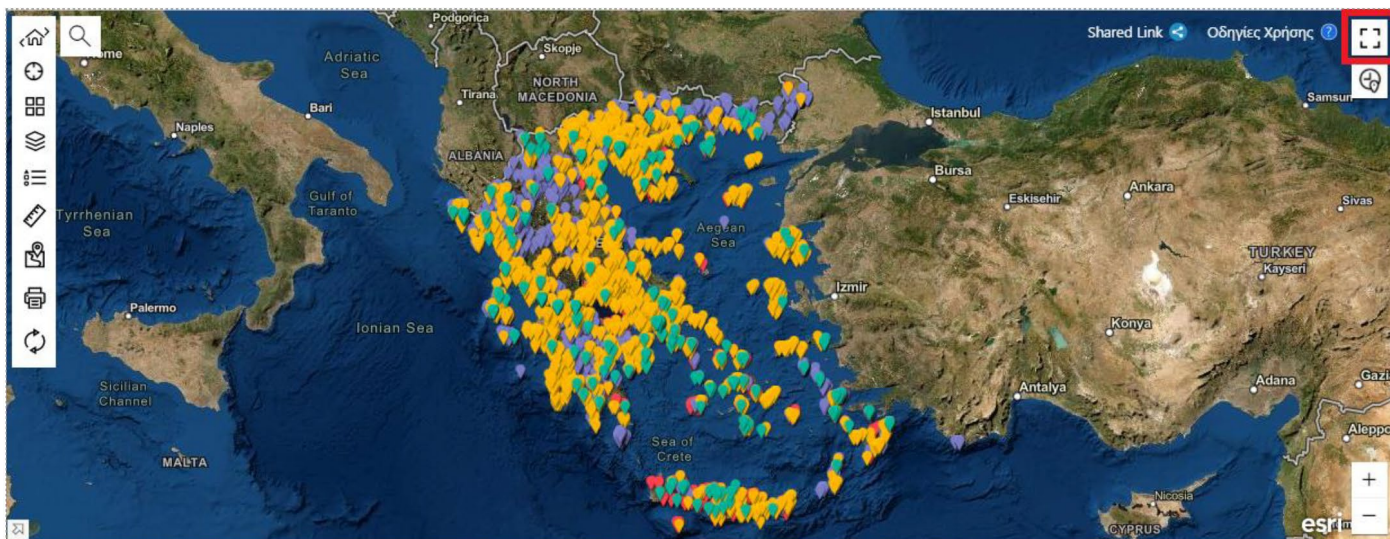 Podgorica
Shared Link
Οδηγίες Χρήσης ?
Adriatic
Sea
Skopje
NORTH
MACEDONIA
Samsun
Bari
Tirana
Istanbul
Naples
ALBANIA
Bursa
Ankara
Eskisehir
Sivas
Gulf of
Taranto
Tyrrhenian
Sea
Aegean
Sea
TURKEY
Kayseri
Izmir
Palermo
Ionian Sea
Konya
Sicilian
Channel
Antalya
Adana
Gazi
Aleppo
Sea of
Crete
MALTA
Nicosia
CYPRUS
esri
+
−